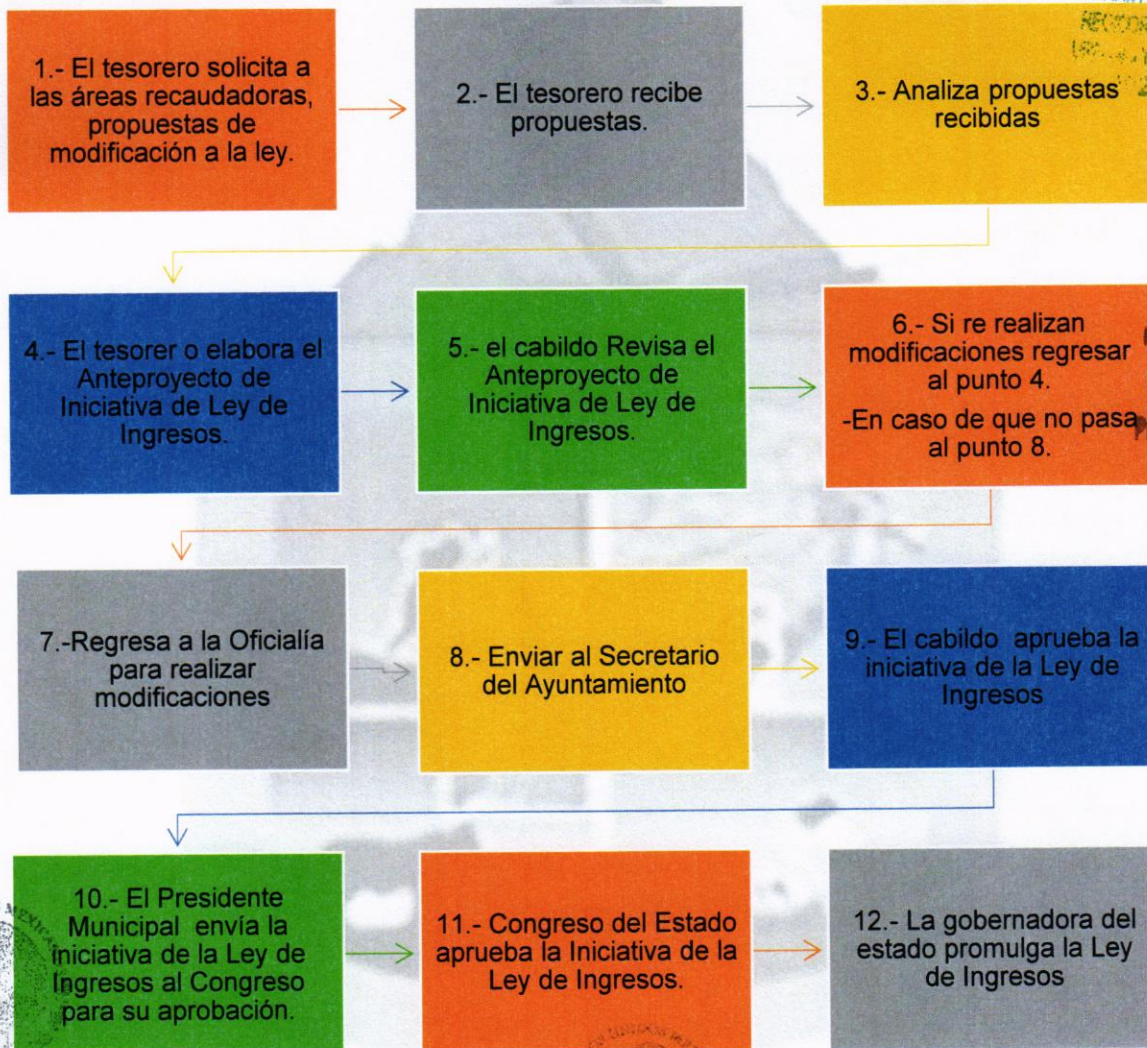 1.- El tesorero solicita a
las áreas recaudadoras,
propuestas de
modificación a la ley.
2.- El tesorero recibe
propuestas.
3.- Analiza propuestas
recibidas
4.- El tesorer o elabora el
Anteproyecto de
Iniciativa de Ley de
Ingresos.
5.- el cabildo Revisa el
Anteproyecto de
Iniciativa de Ley de
Ingresos.
6.- Si re realizan
modificaciones regresar
al punto 4.
-En caso de que no pasa
al punto 8.
7.-Regresa a la Oficialía
para realizar
modificaciones
8.- Enviar al Secretario
del Ayuntamiento
9.- El cabildo aprueba la
iniciativa de la Ley de
Ingresos
10.- El Presidente
Municipal envía la
iniciativa de la Ley de
Ingresos al Congreso
para su aprobación.
11.- Congreso del Estado
aprueba la Iniciativa de la
Ley de Ingresos.
12.- La gobernadora del
estado promulga la Ley
de Ingresos